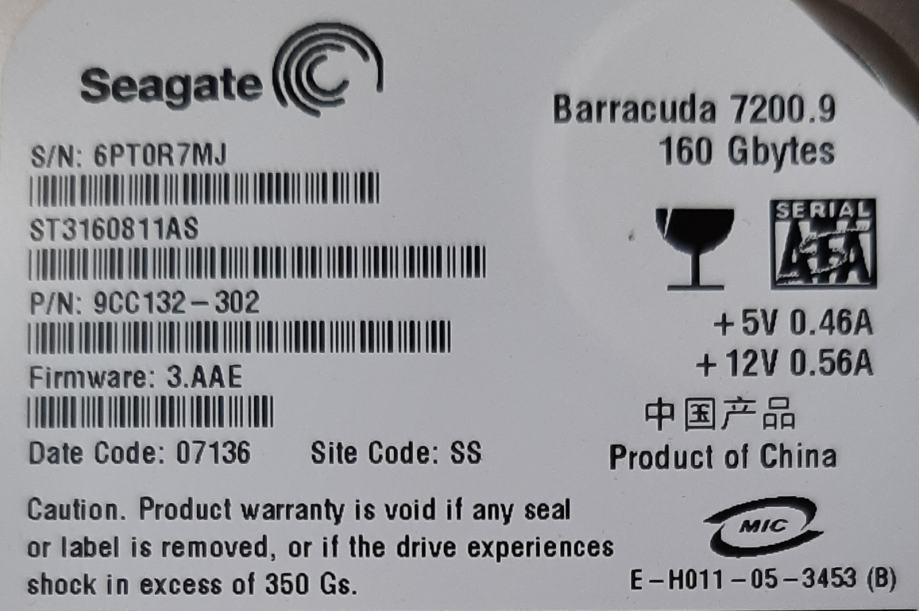 Seagate
Barracuda 7200.9
160 Gbytes
S/N: 6PT0R7MJ
ST3160811AS
P/N: 9CC132-302
Firmware: 3.AAE
Date Code: 07136 Site Code: SS
SERIAL
ATA
+5V 0.46A
+12V 0.56A
中国产品
Product of China
Caution. Product warranty is void if any seal
or label is removed, or if the drive experiences
shock in excess of 350 Gs.
MIC
E-H011-05-3453 (B)